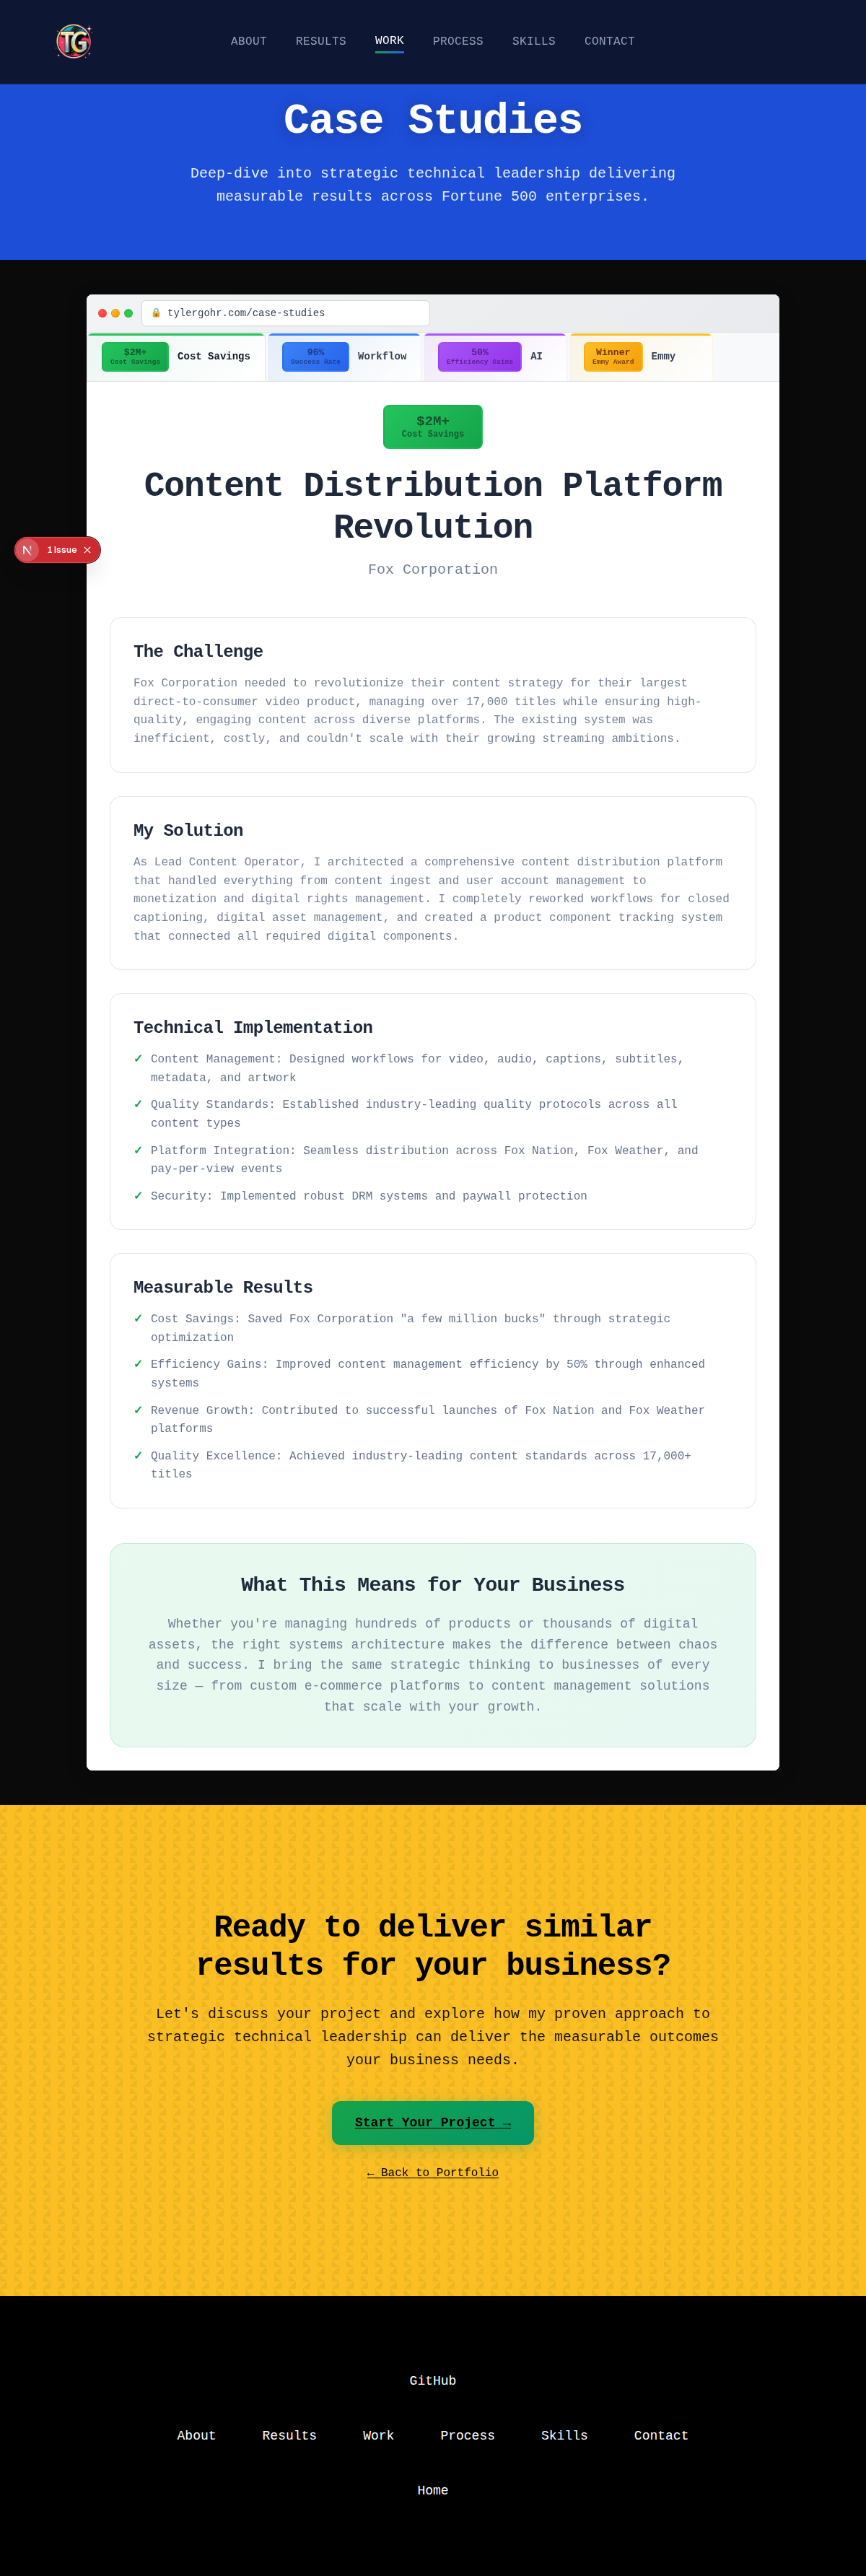 TG
ABOUT RESULTS WORK PROCESS SKILLS CONTACT
Case Studies
Deep-dive into strategic technical leadership delivering
measurable results across Fortune 500 enterprises.
tylergohr.com/case-studies
$2M+
Cost Savings
Cost Savings
96%
Success Rate
Workflow
50%
Efficiency Gains
AI
Winner
Emmy Award
Emmy
$2M+
Cost Savings
Content Distribution Platform
Revolution
Fox Corporation
N 1 Issue
The Challenge
Fox Corporation needed to revolutionize their content strategy for their largest
direct-to-consumer video product, managing over 17,000 titles while ensuring high-
quality, engaging content across diverse platforms. The existing system was
inefficient, costly, and couldn't scale with their growing streaming ambitions.
My Solution
As Lead Content Operator, I architected a comprehensive content distribution platform
that handled everything from content ingest and user account management to
monetization and digital rights management. I completely reworked workflows for closed
captioning, digital asset management, and created a product component tracking system
that connected all required digital components.
Technical Implementation
✓ Content Management: Designed workflows for video, audio, captions, subtitles,
metadata, and artwork
✓ Quality Standards: Established industry-leading quality protocols across all
content types
✓ Platform Integration: Seamless distribution across Fox Nation, Fox Weather, and
pay-per-view events
✓ Security: Implemented robust DRM systems and paywall protection
Measurable Results
✓ Cost Savings: Saved Fox Corporation "a few million bucks" through strategic
optimization
✓ Efficiency Gains: Improved content management efficiency by 50% through enhanced
systems
✓ Revenue Growth: Contributed to successful launches of Fox Nation and Fox Weather
platforms
✓ Quality Excellence: Achieved industry-leading content standards across 17,000+
titles
What This Means for Your Business
Whether you're managing hundreds of products or thousands of digital
assets, the right systems architecture makes the difference between chaos
and success. I bring the same strategic thinking to businesses of every
size — from custom e-commerce platforms to content management solutions
that scale with your growth.
Ready to deliver similar
results for your business?
Let's discuss your project and explore how my proven approach to
strategic technical leadership can deliver the measurable outcomes
your business needs.
Start Your Project →
← Back to Portfolio
GitHub
About Results Work Process Skills Contact
Home